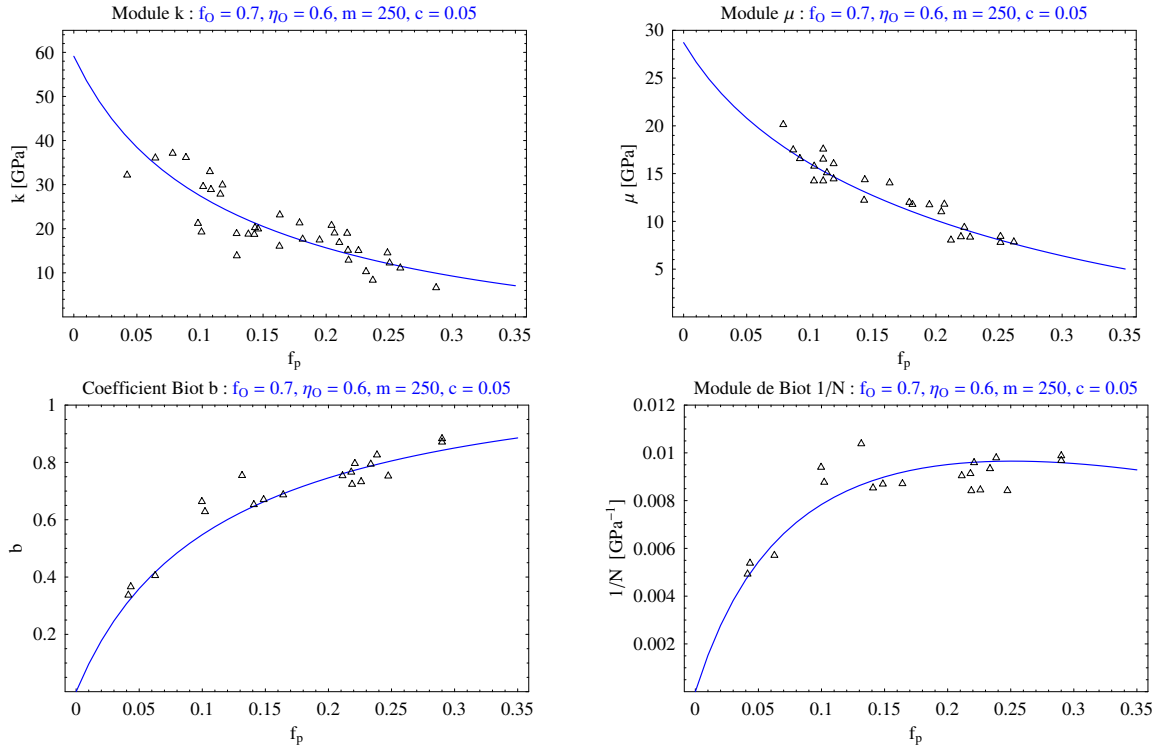 Module k : f_O = 0.7, η_O = 0.6, m = 250, c = 0.05
60
50
40
30
20
10
k [GPa]
0 0.05 0.1 0.15 0.2 0.25 0.3 0.35
f_p
Module μ : f_O = 0.7, η_O = 0.6, m = 250, c = 0.05
30
25
20
15
10
5
μ [GPa]
0 0.05 0.1 0.15 0.2 0.25 0.3 0.35
f_p
Coefficient Biot b : f_O = 0.7, η_O = 0.6, m = 250, c = 0.05
1
0.8
0.6
0.4
0.2
b
0 0.05 0.1 0.15 0.2 0.25 0.3 0.35
f_p
Module de Biot 1/N : f_O = 0.7, η_O = 0.6, m = 250, c = 0.05
0.012
0.01
0.008
0.006
0.004
0.002
1/N [GPa⁻¹]
0 0.05 0.1 0.15 0.2 0.25 0.3 0.35
f_p